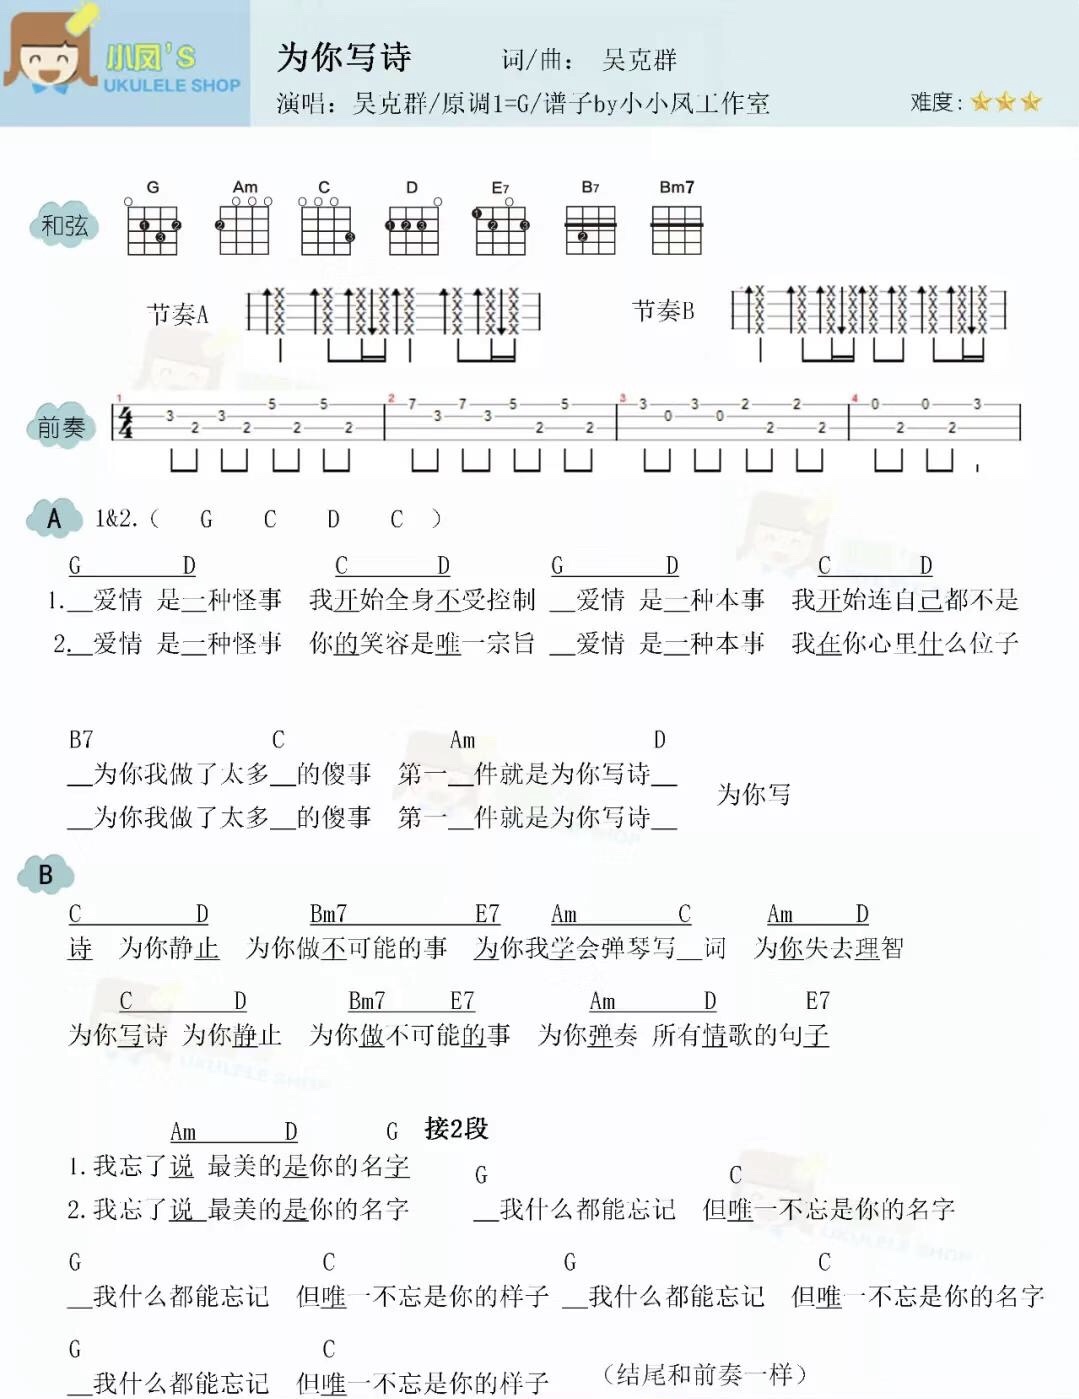 小凤'S
UKULELE SHOP
为你写诗 词/曲： 吴克群
演唱：吴克群/原调1=G/谱子by小小凤工作室 难度：
和弦 G Am C D E7 B7 Bm7
节奏A 节奏B
前奏
1 2 3 4
4/4 3 2 3 2 5 2 5 2 7 3 7 3 5 2 5 2 3 0 3 0 2 2 2 2 0 2 0 2 3
A 1&2.（ G C D C ）
G D C D G D C D
1.__爱情 是一种怪事 我开始全身不受控制 __爱情 是一种本事 我开始连自己都不是
2.__爱情 是一种怪事 你的笑容是唯一宗旨 __爱情 是一种本事 我在你心里什么位子
B7 C Am D
__为你我做了太多__的傻事 第一__件就是为你写诗__ 为你写
__为你我做了太多__的傻事 第一__件就是为你写诗__
B
C D Bm7 E7 Am C Am D
诗 为你静止 为你做不可能的事 为你我学会弹琴写__词 为你失去理智
C D Bm7 E7 Am D E7
为你写诗 为你静止 为你做不可能的事 为你弹奏 所有情歌的句子
Am D G 接2段
1.我忘了说 最美的是你的名字
G C
2.我忘了说 最美的是你的名字 __我什么都能忘记 但唯一不忘是你的名字
G C G C
__我什么都能忘记 但唯一不忘是你的样子 __我什么都能忘记 但唯一不忘是你的名字
G C
__我什么都能忘记 但唯一不忘是你的样子 （结尾和前奏一样）